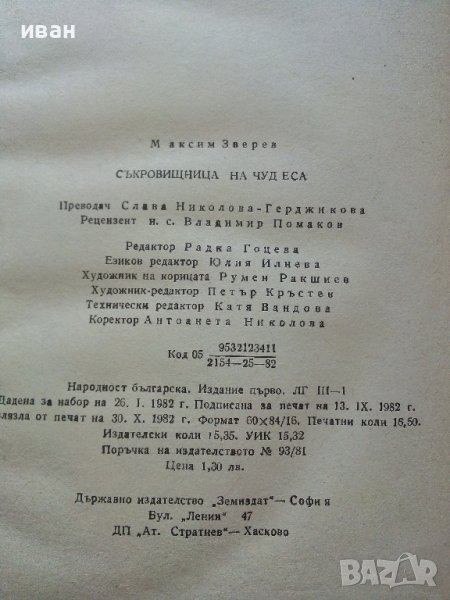 иван
Максим Зверев
СЪКРОВИЩНИЦА НА ЧУДЕСА
Преводач Слава Николова-Герджикова
Рецензент н. с. Владимир Помаков
Редактор Радка Гоцева
Езиков редактор Юлия Илиева
Художник на корицата Румен Ракшиев
Художник-редактор Петър Кръстев
Технически редактор Катя Вандова
Коректор Антоанета Николова
Код 05 9532123411
2154—25—82
Народност българска. Издание първо. ЛГ III—1
Дадена за набор на 26. I. 1982 г. Подписана за печат на 13. IX. 1982 г.
влязла от печат на 30. X. 1982 г. Формат 60×84/16. Печатни коли 16,50.
Издателски коли 15,35. УИК 15,32
Поръчка на издателството № 93/81
Цена 1,30 лв.
Държавно издателство „Земиздат"— София
Бул. „Ленин" 47
ДП „Ат. Стратиев"— Хасково
BAZAR.bg